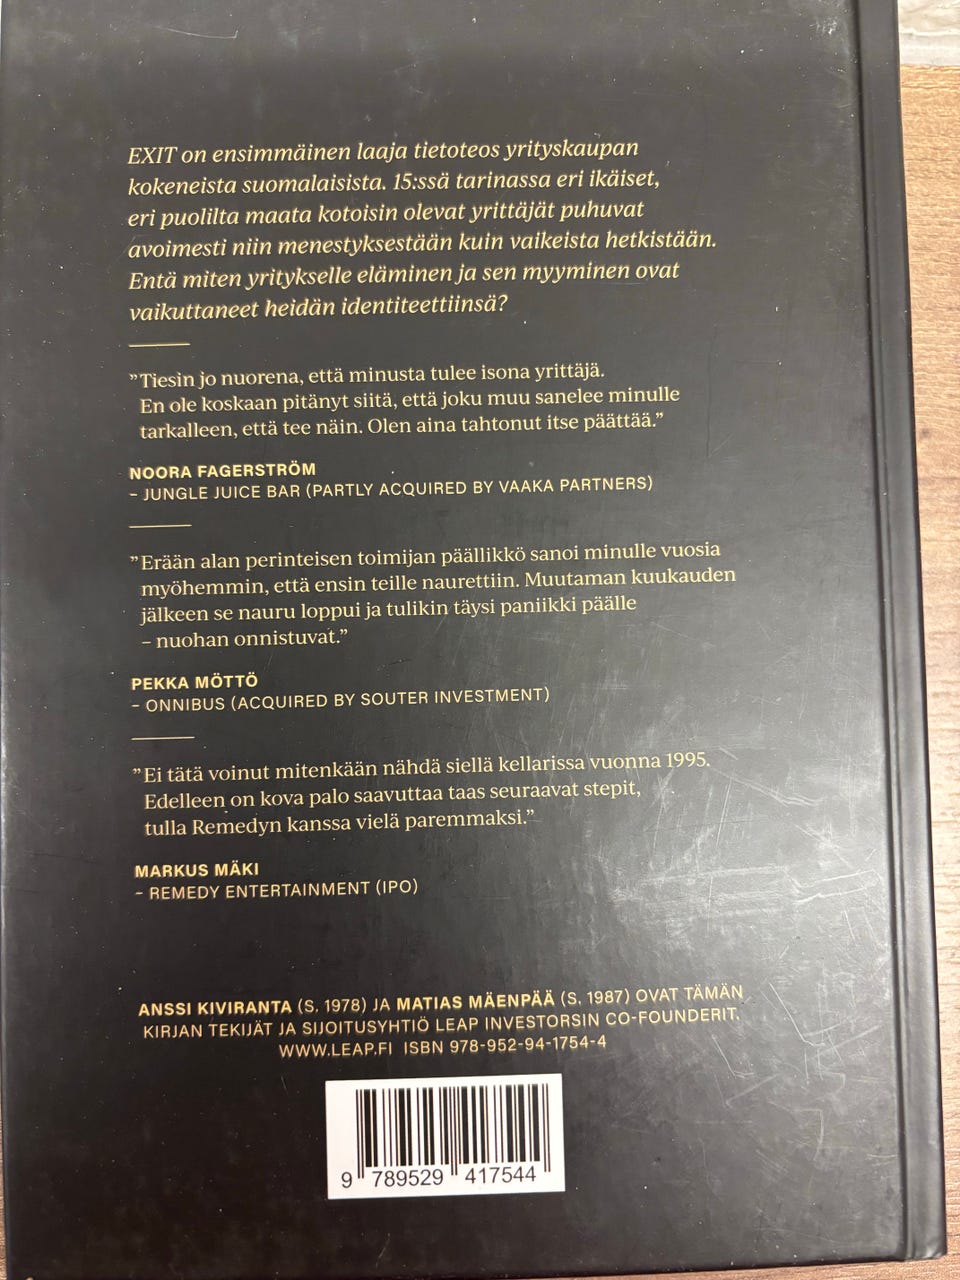 EXIT on ensimmäinen laaja tietoteos yrityskaupan
kokeneista suomalaisista. 15:ssä tarinassa eri ikäiset,
eri puolilta maata kotoisin olevat yrittäjät puhuvat
avoimesti niin menestyksestään kuin vaikeista hetkistään.
Entä miten yritykselle eläminen ja sen myyminen ovat
vaikuttaneet heidän identiteettiinsä?
”Tiesin jo nuorena, että minusta tulee isona yrittäjä.
En ole koskaan pitänyt siitä, että joku muu sanelee minulle
tarkalleen, että tee näin. Olen aina tahtonut itse päättää.”
NOORA FAGERSTRÖM
– JUNGLE JUICE BAR (PARTLY ACQUIRED BY VAAKA PARTNERS)
”Erään alan perinteisen toimijan päällikkö sanoi minulle vuosia
myöhemmin, että ensin teille naurettiin. Muutaman kuukauden
jälkeen se nauru loppui ja tulikin täysi paniikki päälle
– nuohan onnistuvat.”
PEKKA MÖTTÖ
– ONNIBUS (ACQUIRED BY SOUTER INVESTMENT)
”Ei tätä voinut mitenkään nähdä siellä kellarissa vuonna 1995.
Edelleen on kova palo saavuttaa taas seuraavat stepit,
tulla Remedyn kanssa vielä paremmaksi.”
MARKUS MÄKI
– REMEDY ENTERTAINMENT (IPO)
ANSSI KIVIRANTA (S. 1978) JA MATIAS MÄENPÄÄ (S. 1987) OVAT TÄMÄN
KIRJAN TEKIJÄT JA SIJOITUSYHTIÖ LEAP INVESTORSIN CO-FOUNDERIT.
WWW.LEAP.FI ISBN 978-952-94-1754-4
9 789529 417544